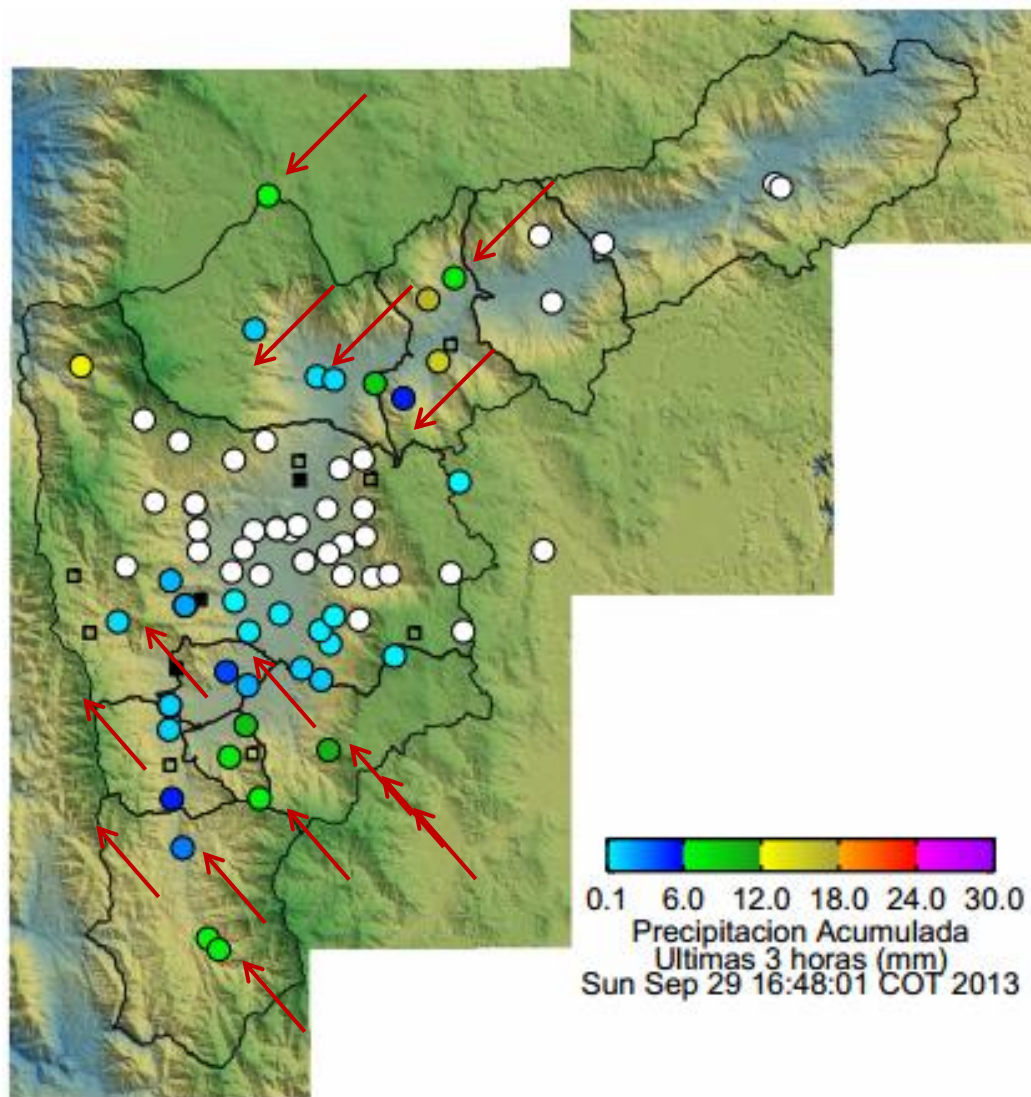 0.1 6.0 12.0 18.0 24.0 30.0
Precipitacion Acumulada
Ultimas 3 horas (mm)
Sun Sep 29 16:48:01 COT 2013